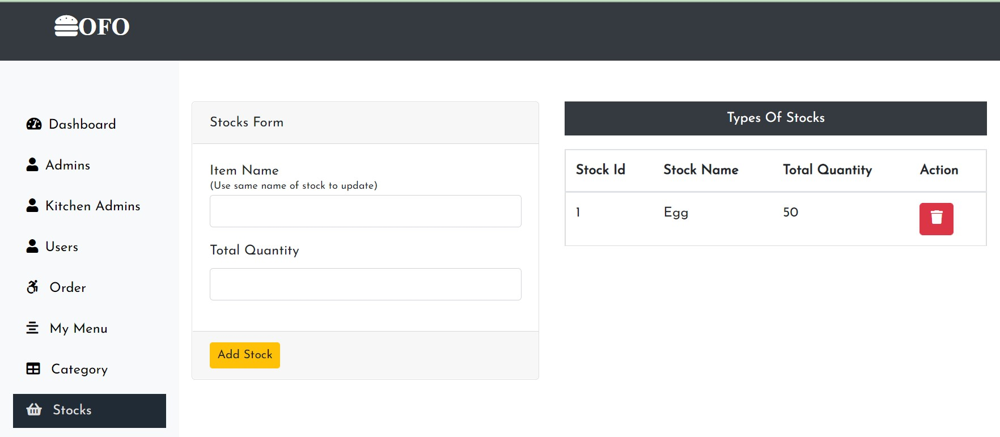 OFO
Dashboard
Admins
Kitchen Admins
Users
Order
My Menu
Category
Stocks
Stocks Form
Item Name
(Use same name of stock to update)
Total Quantity
Add Stock
Types Of Stocks
Stock Id Stock Name Total Quantity Action
1 Egg 50